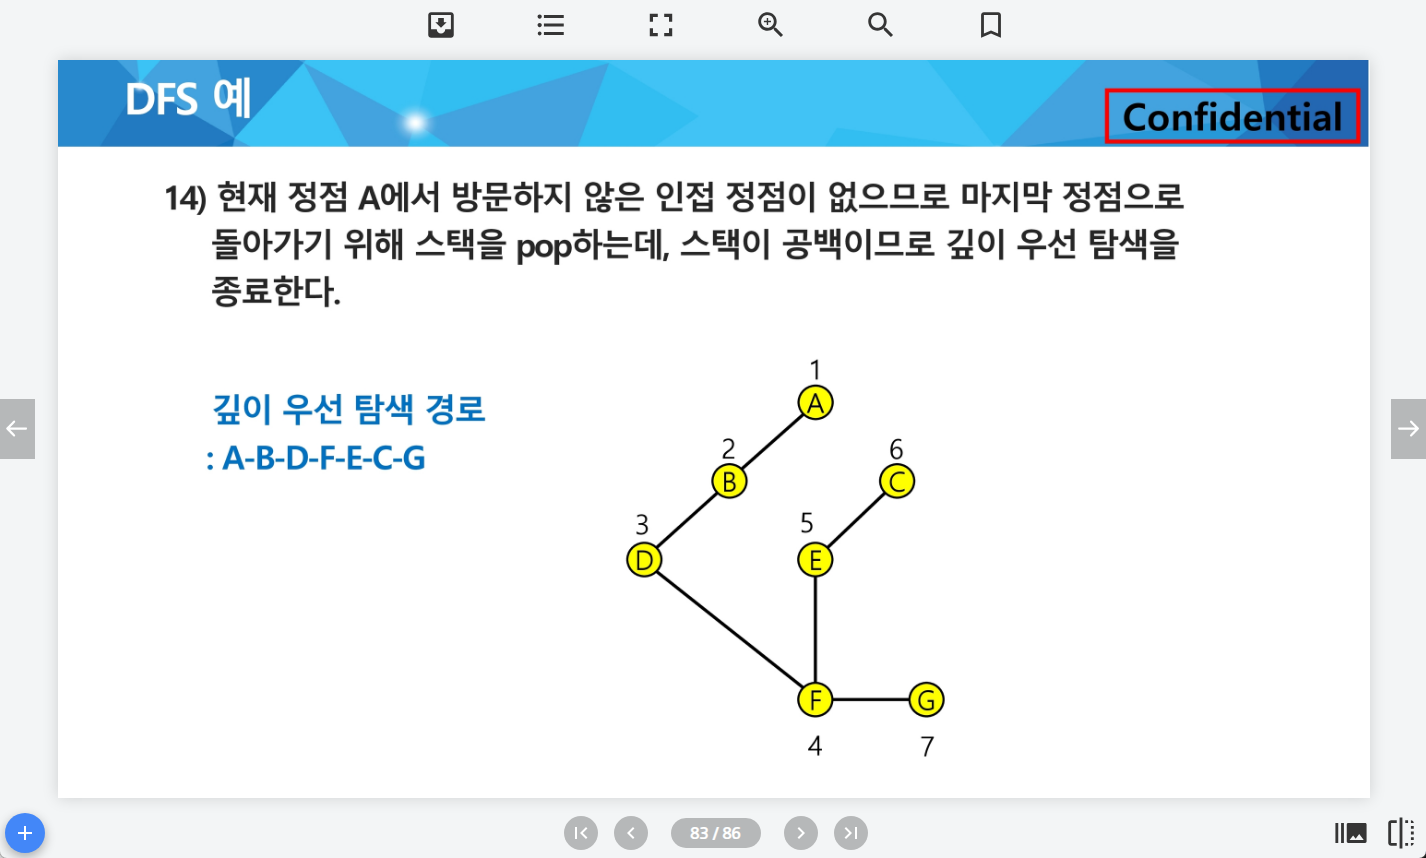 DFS 예
Confidential
14) 현재 정점 A에서 방문하지 않은 인접 정점이 없으므로 마지막 정점으로
돌아가기 위해 스택을 pop하는데, 스택이 공백이므로 깊이 우선 탐색을
종료한다.
깊이 우선 탐색 경로
: A-B-D-F-E-C-G
1
A
2
B
6
C
3
D
5
E
F
G
4
7
83 / 86